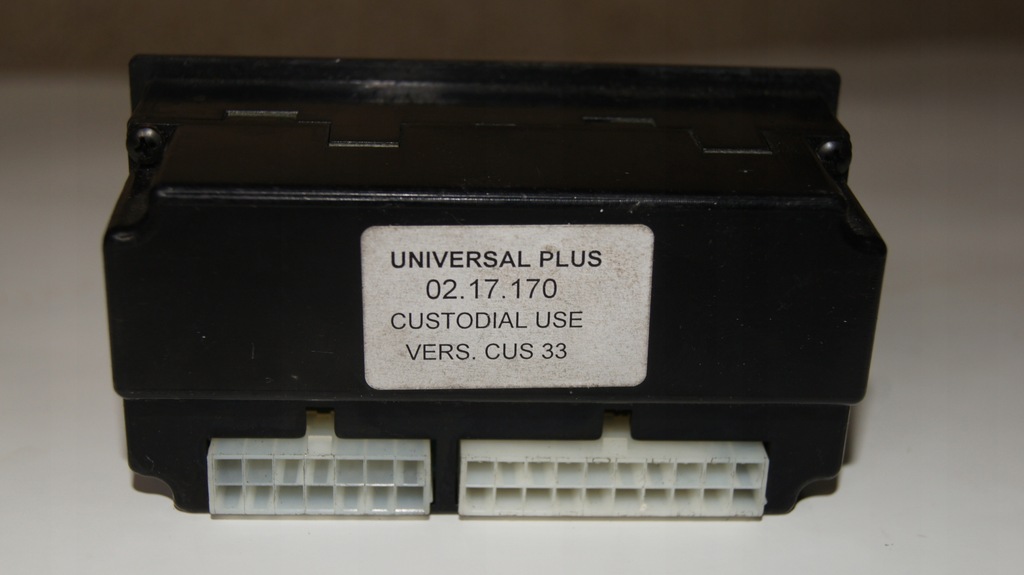 UNIVERSAL PLUS
02.17.170
CUSTODIAL USE
VERS. CUS 33